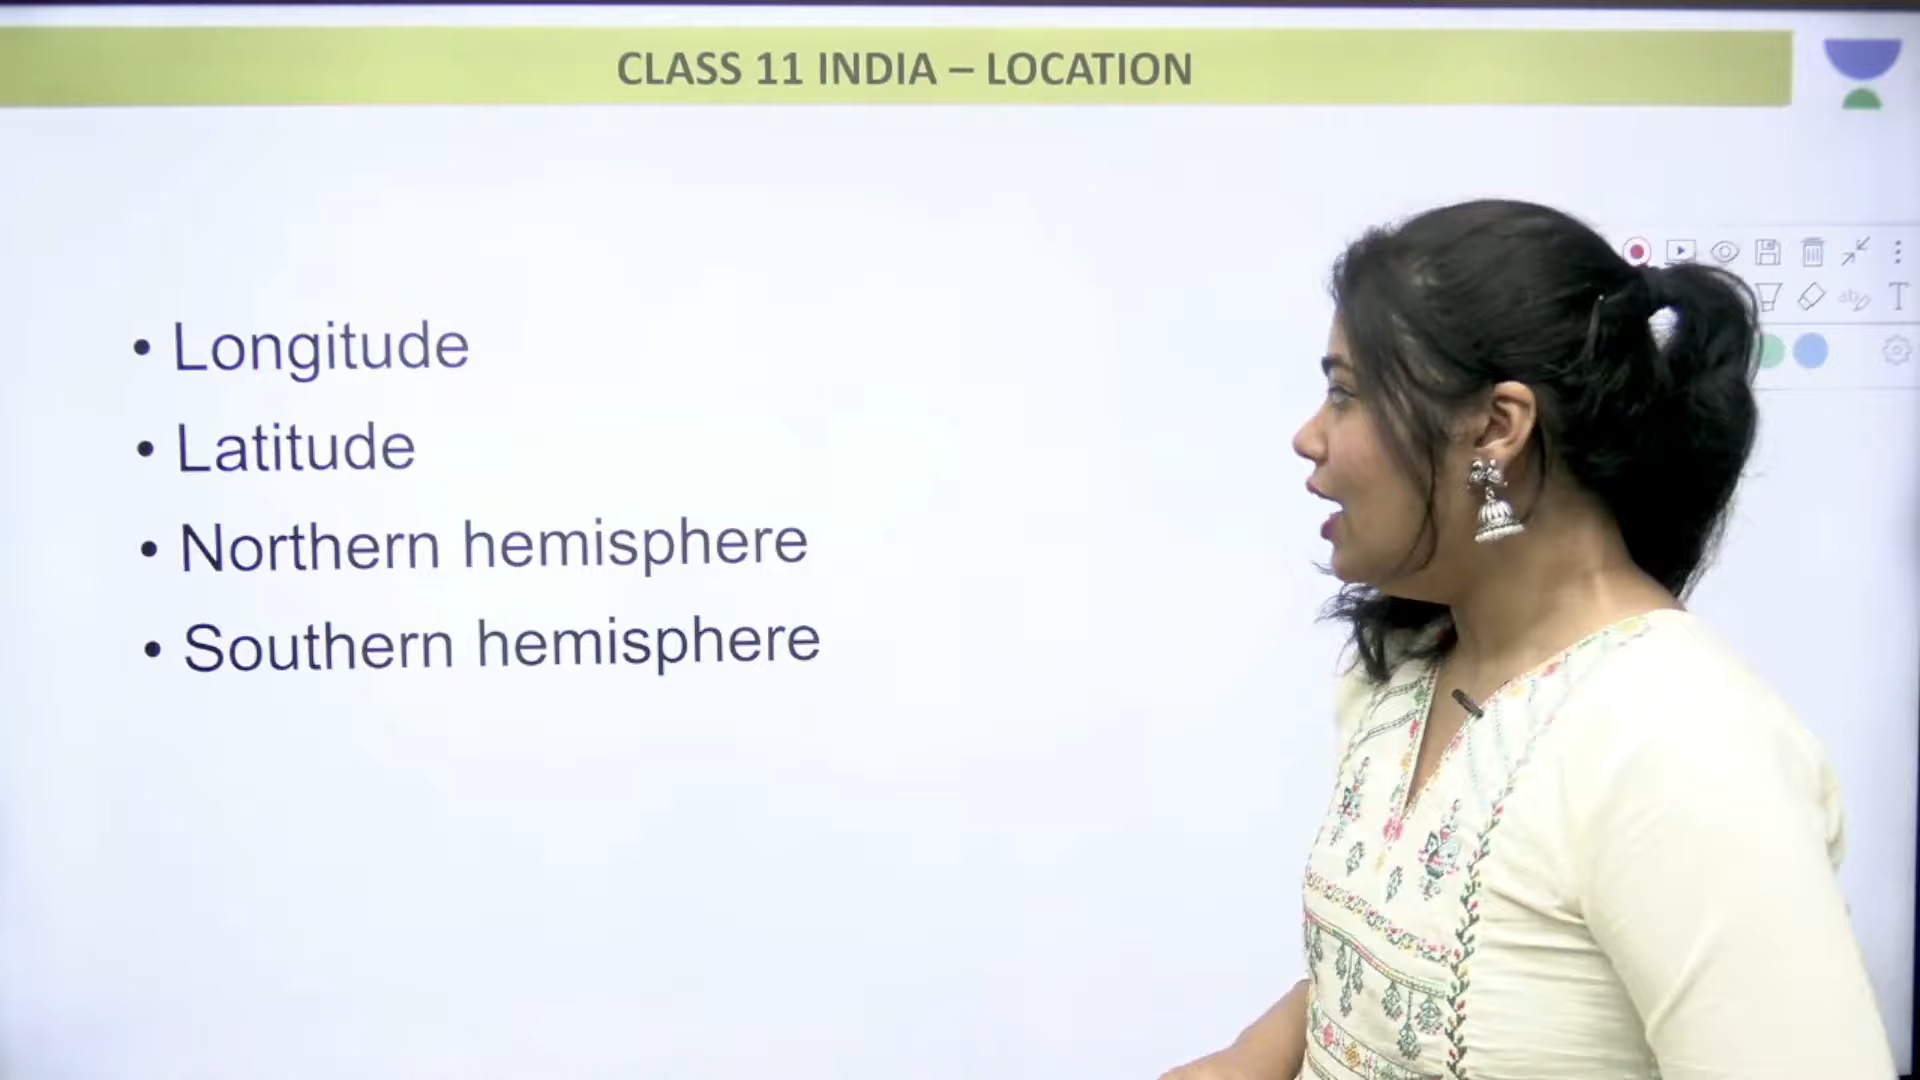 CLASS 11 INDIA – LOCATION
• Longitude
• Latitude
• Northern hemisphere
• Southern hemisphere
T